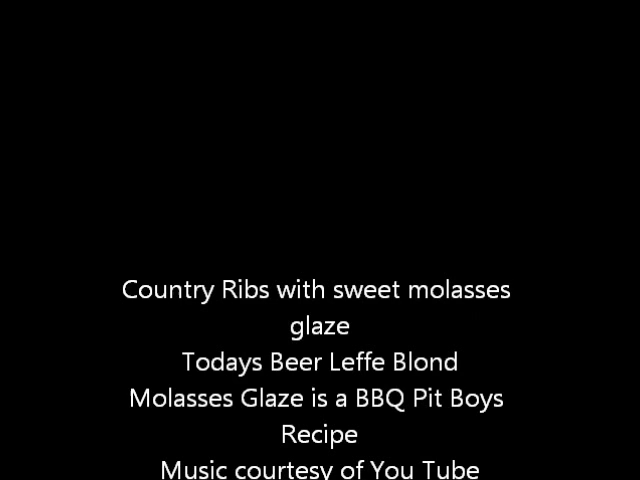 Country Ribs with sweet molasses
glaze
Todays Beer Leffe Blond
Molasses Glaze is a BBQ Pit Boys
Recipe
Music courtesy of You Tube